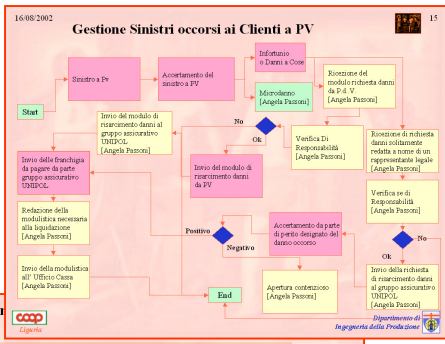 16/08/2002
15
Gestione Sinistri occorsi ai Clienti a PV
Start
Sinistro a Pv
Accertamento del
sinistro a PV
Infortunio
o Danni a Cose
Microdanno
[Angela Passoni]
Ricezione del
modulo richiesta danni
da P.d. V.
[Angela Passoni]
Invio del modulo di
risarcimento danni al
gruppo assicurativo
UNIPOL
[Angela Passoni]
No
Ok
Verifica Di
Responsabilità
[Angela Passoni]
Ricezione di richiesta
danni solitamente
redatta a nome di un
rappresentante legale
[Angela Passoni]
Invio della franchigia
da pagare da parte
gruppo assicurativo
UNIPOL
Invio del modulo di
risarcimento danni
da PV
Verifica se di
Responsabilità
[Angela Passoni]
Redazione della
modulistica necessaria
alla liquidazione
[Angela Passoni]
Positivo
Negativo
Accertamento da parte
di perito designato del
danno occorso
No
Ok
Invio della modulistica
all' Ufficio Cassa
[Angela Passoni]
End
Apertura contenzioso
[Angela Passoni]
Invio della richiesta
di risarcimento danni
al gruppo assicurativo
UNIPOL
[Angela Passoni]
coop
Liguria
Dipartimento di
Ingegneria della Produzione